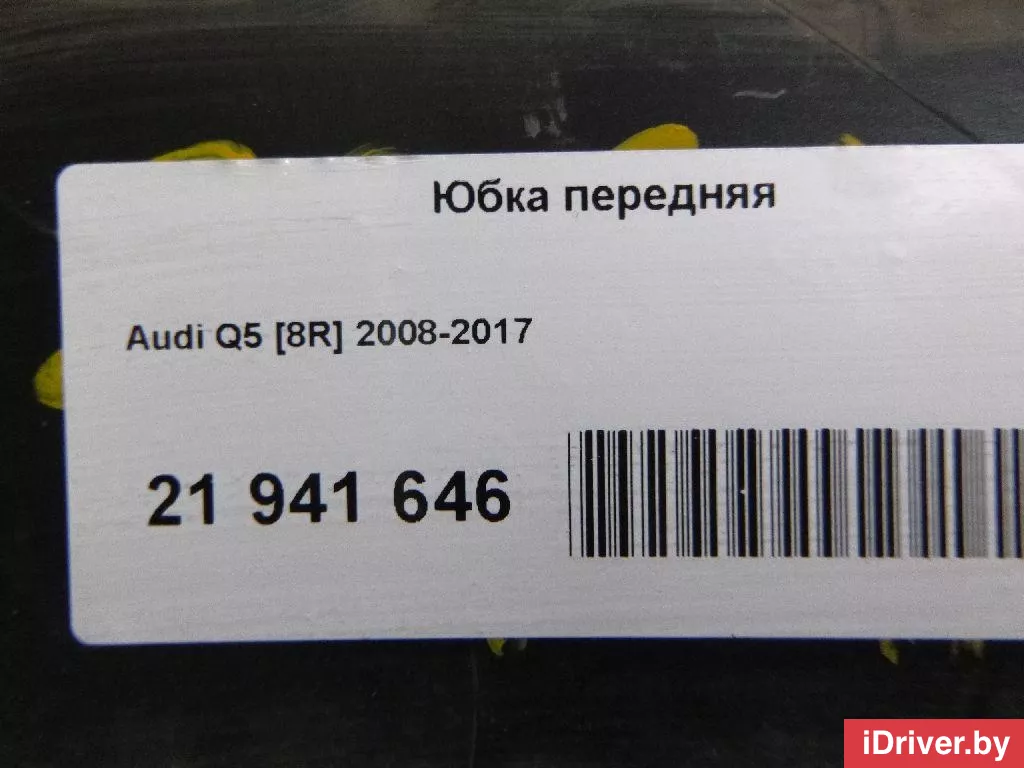 Юбка передняя
Audi Q5 [8R] 2008-2017
21 941 646
iDriver.by